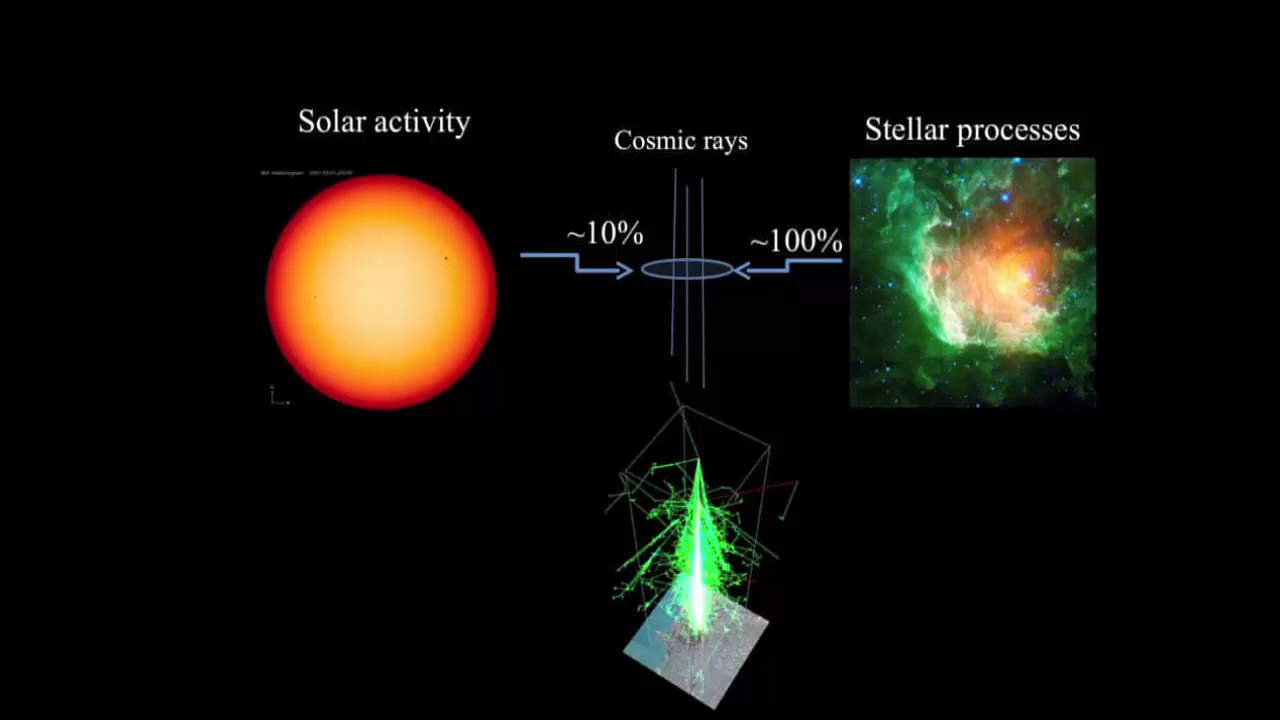 Solar activity
Cosmic rays
Stellar processes
~10%
~100%